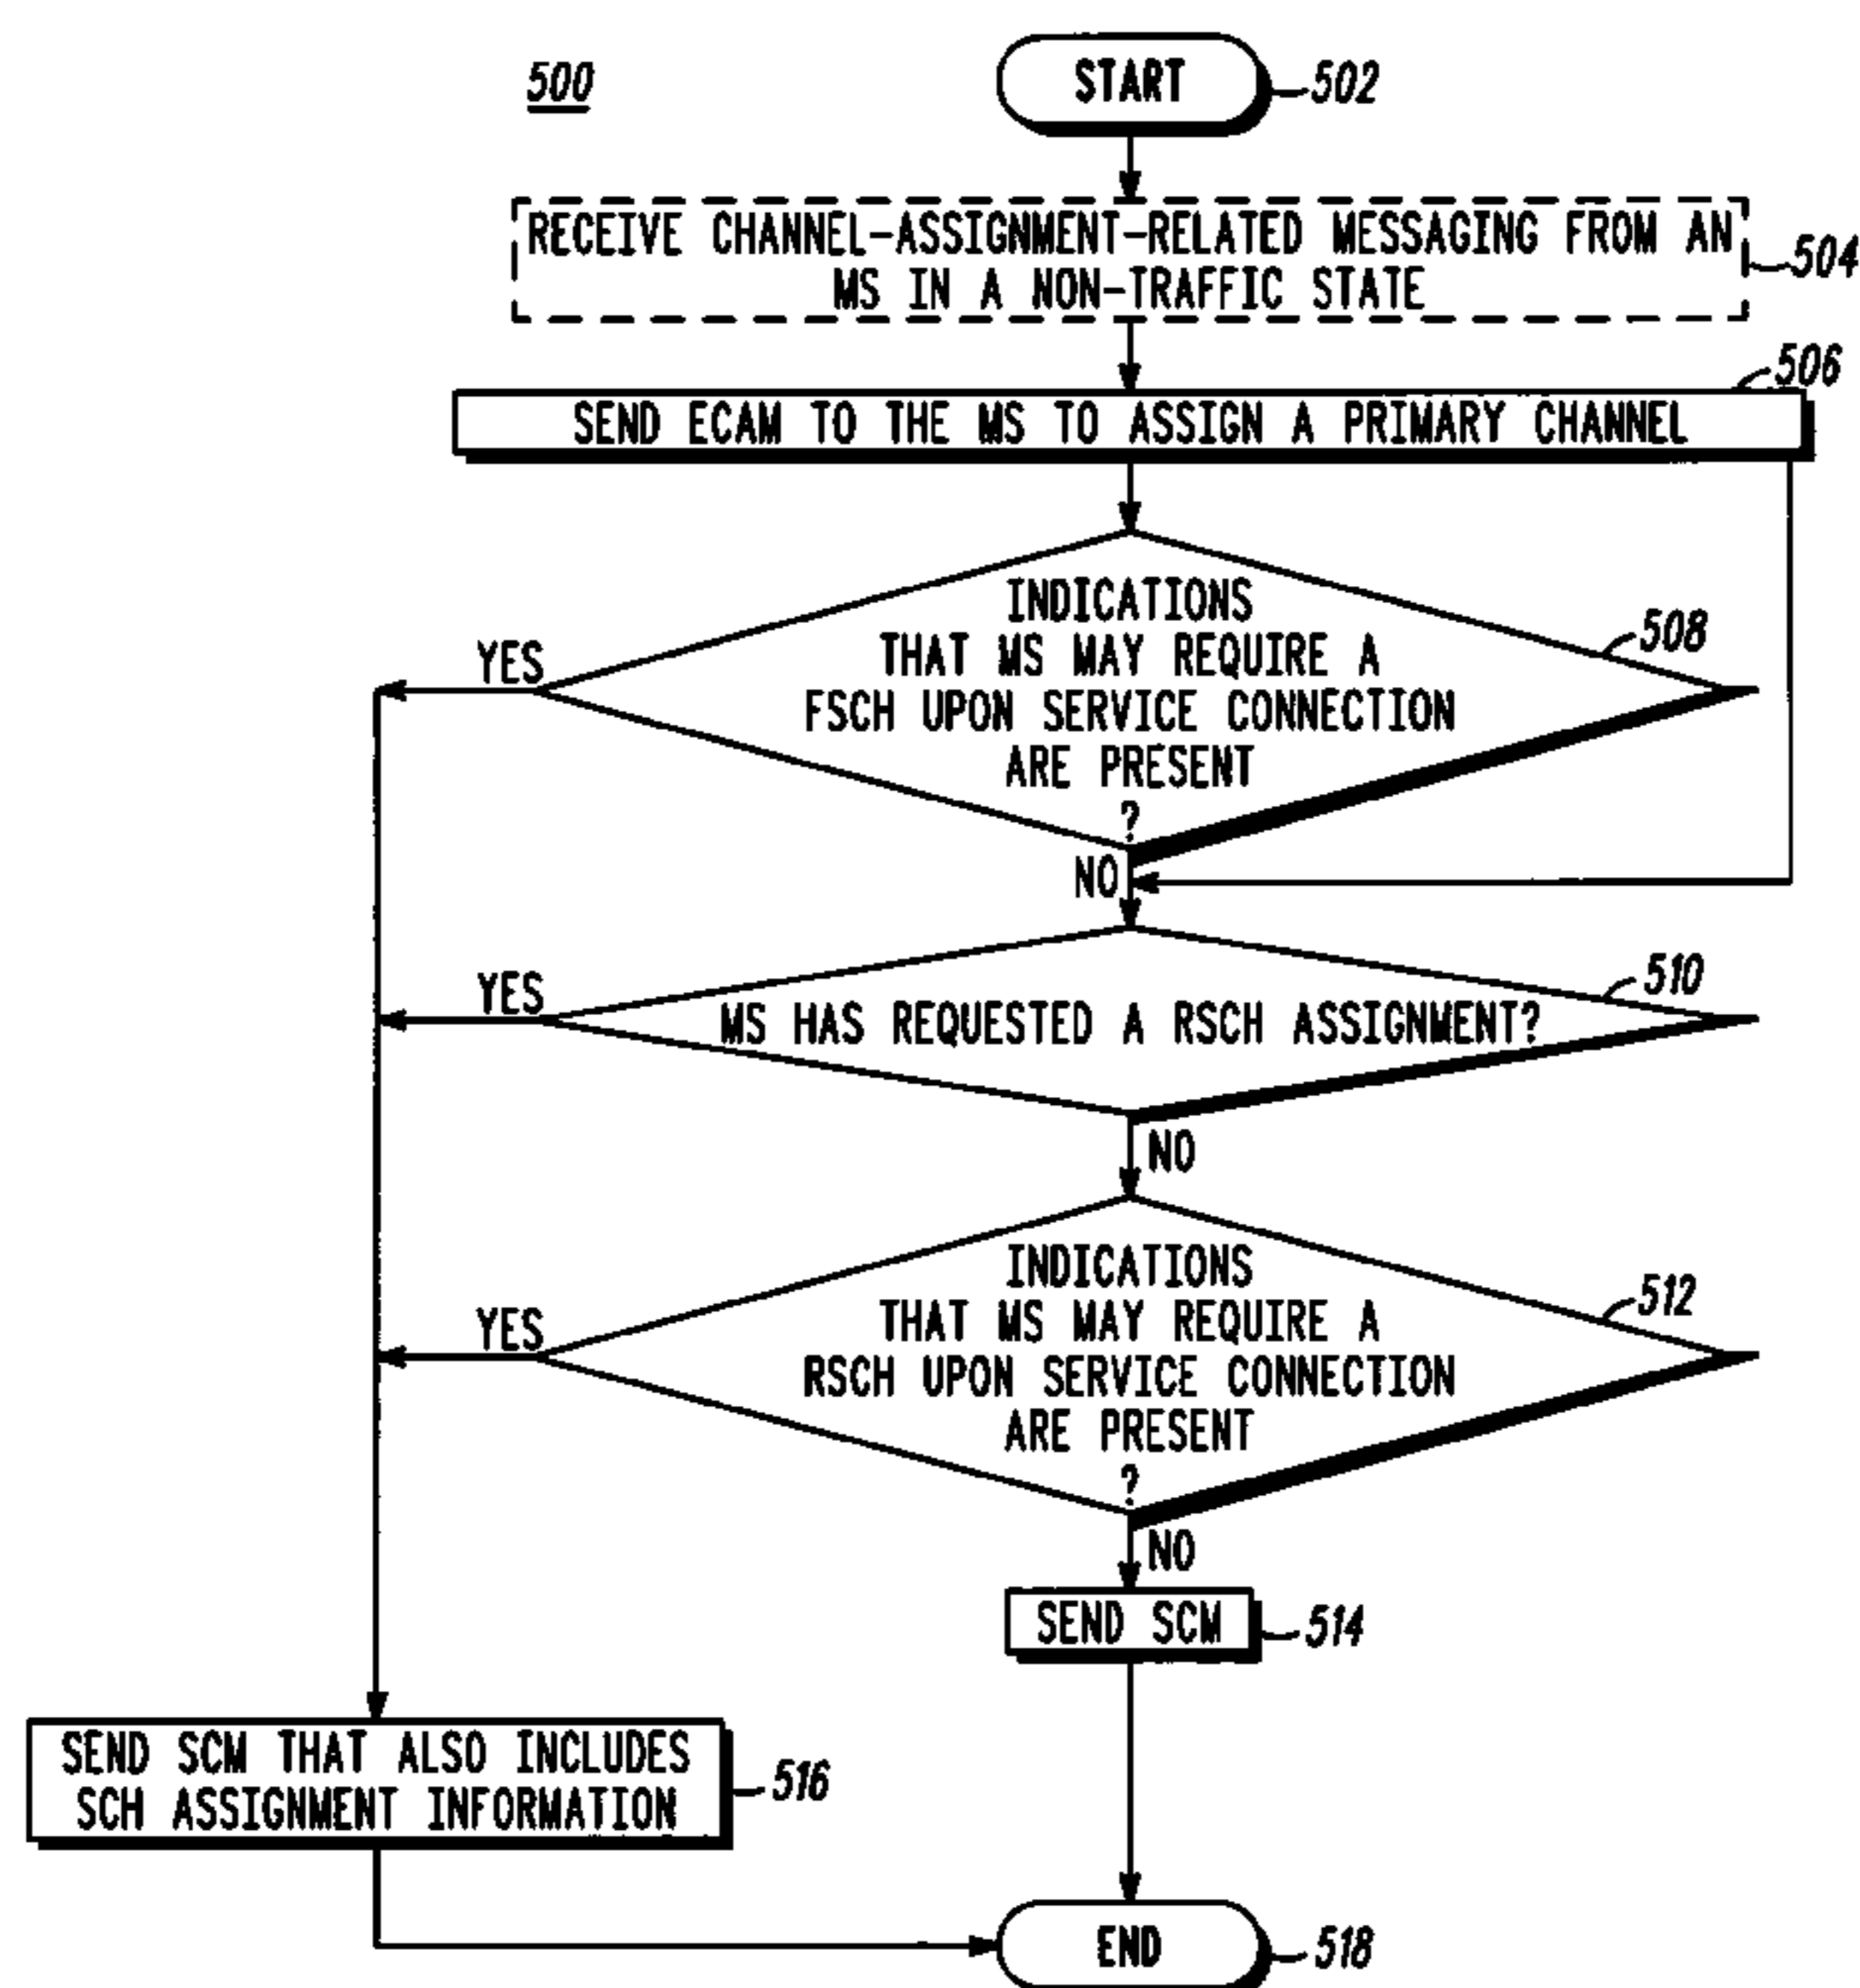 500
START
502
RECEIVE CHANNEL-ASSIGNMENT-RELATED MESSAGING FROM AN
MS IN A NON-TRAFFIC STATE
504
506
SEND ECAM TO THE MS TO ASSIGN A PRIMARY CHANNEL
INDICATIONS
THAT MS MAY REQUIRE A
FSCH UPON SERVICE CONNECTION
ARE PRESENT
?
508
YES
NO
510
YES
MS HAS REQUESTED A RSCH ASSIGNMENT?
NO
INDICATIONS
THAT MS MAY REQUIRE A
RSCH UPON SERVICE CONNECTION
ARE PRESENT
?
512
YES
NO
SEND SCM
514
SEND SCM THAT ALSO INCLUDES
SCH ASSIGNMENT INFORMATION
516
END
518